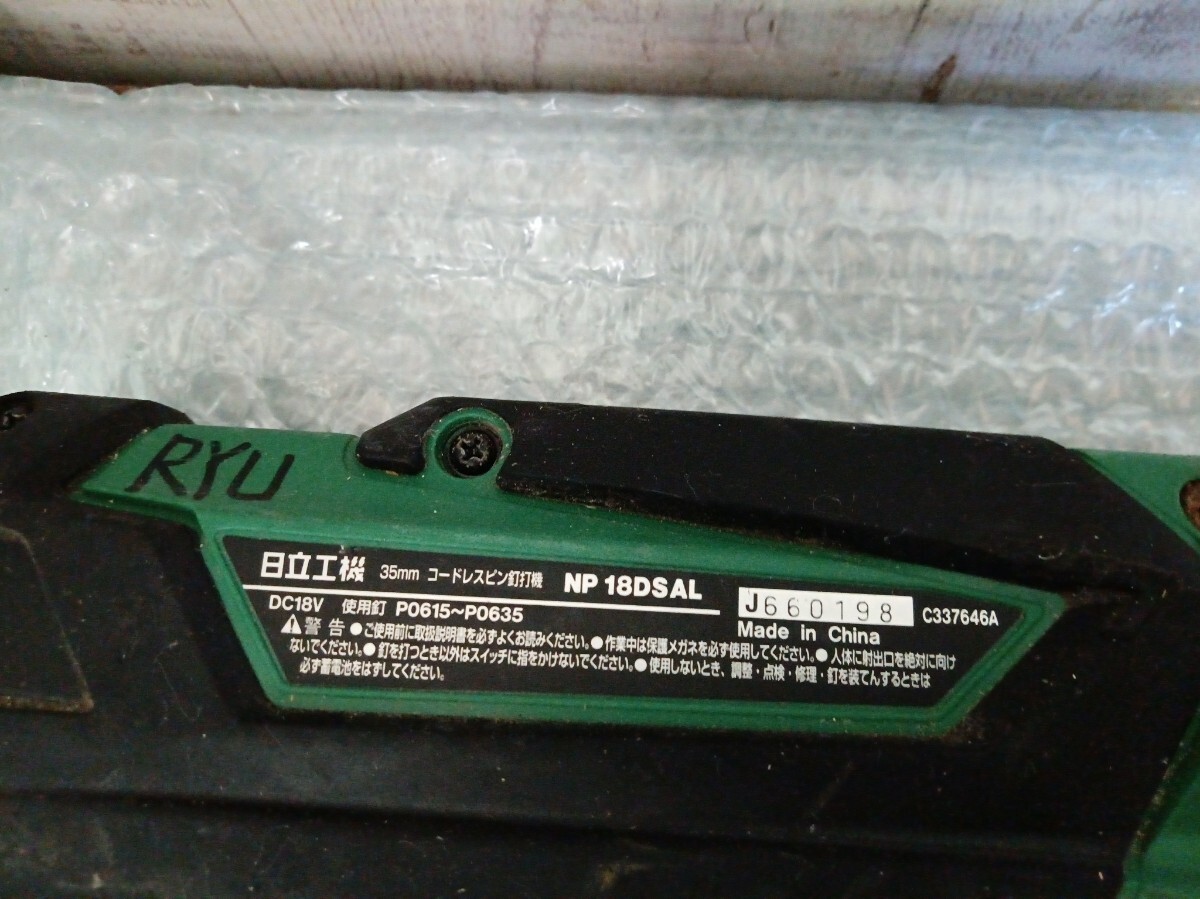 RYU
日立工機 35mm コードレスピン釘打機 NP 18DSAL
J660198 C337646A
DC18V 使用釘 P0615~P0635
Made in China
⚠警告 ●ご使用前に取扱説明書を必ずよくお読みください。●作業中は保護メガネを必ず使用してください。●人体に射出口を絶対に向け
ないでください。●釘を打つとき以外はスイッチに指をかけないでください。●使用しないとき、調整・点検・修理・釘を装てんするときは
必ず蓄電池をはずしてください。